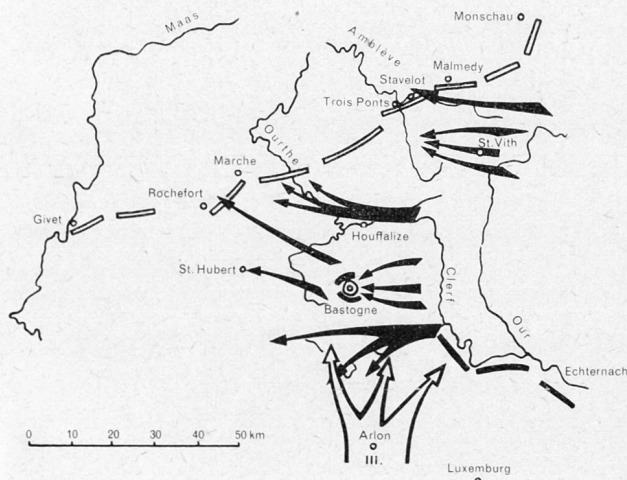 Monschau
Maas
Amblève
Malmedy
Stavelot
Trois Ponts
St. Vith
Ourthe
Marche
Rochefort
Givet
Houffalize
St. Hubert
Clerf
Bastogne
Our
Echternach
0 10 20 30 40 50 km
Arlon
III.
Luxemburg